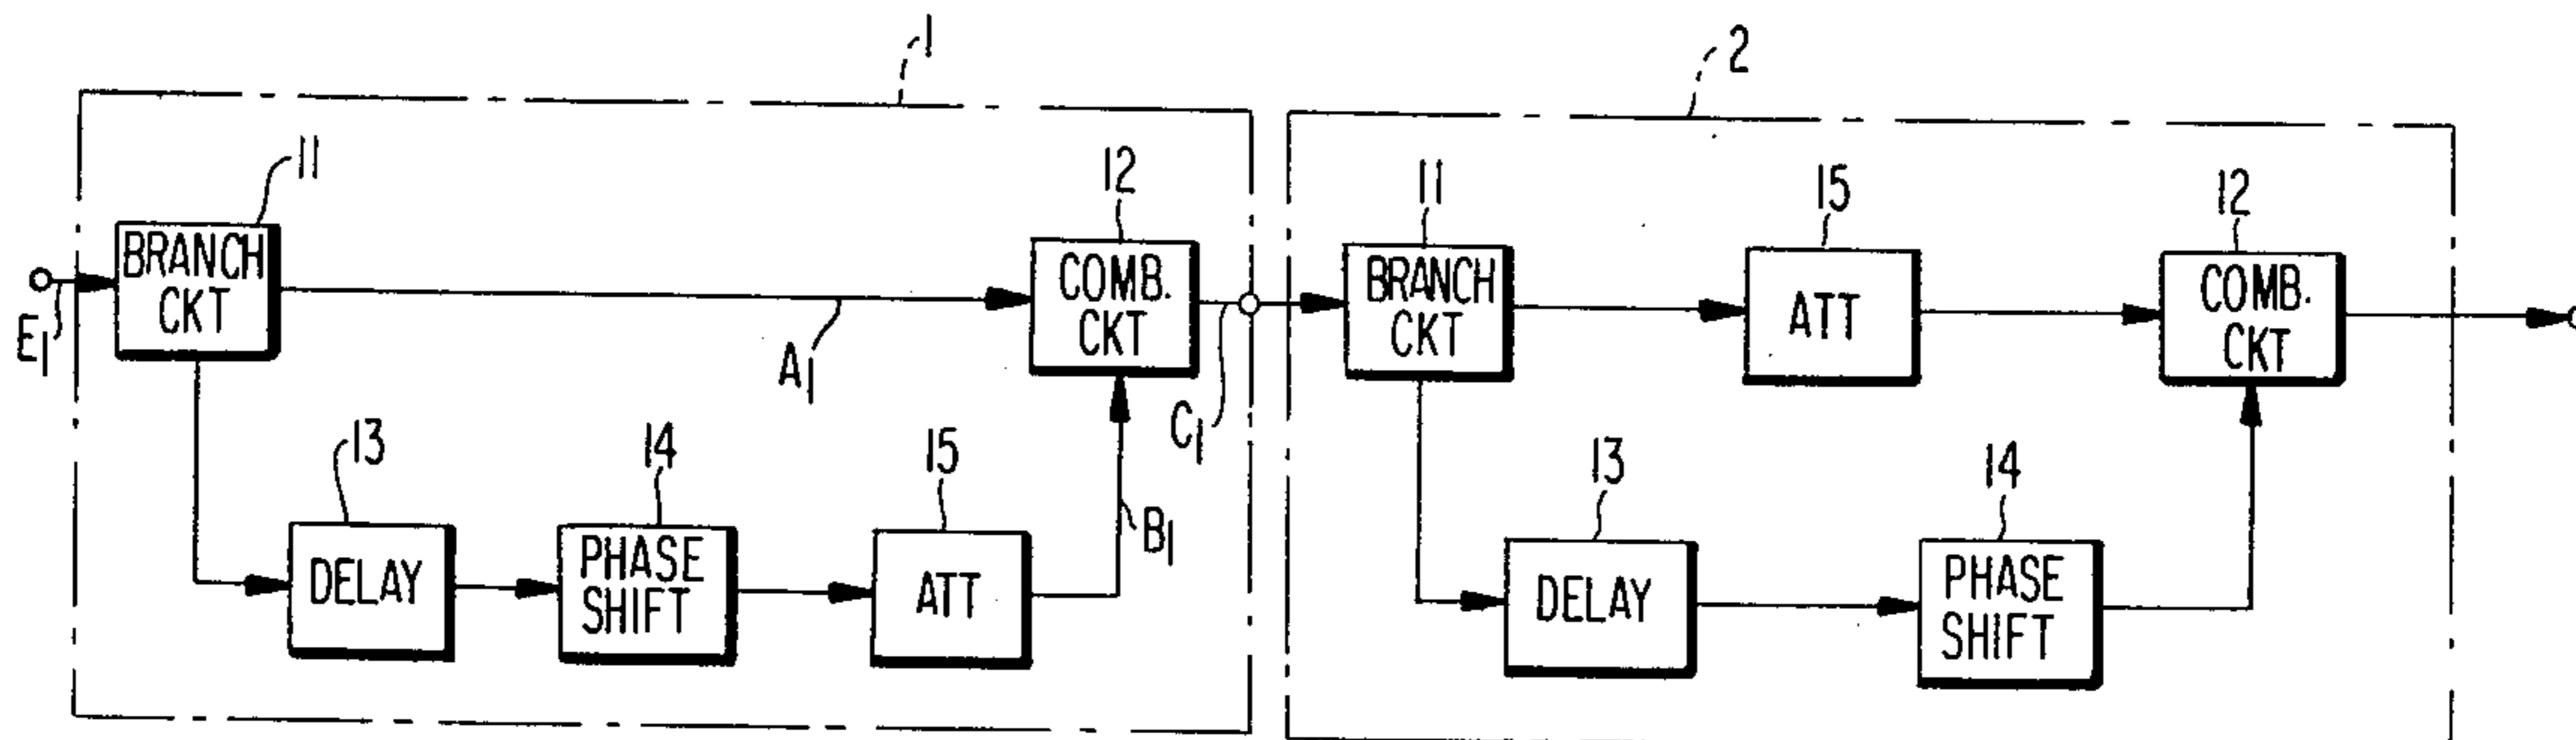 1
2
11
12
11
15
12
BRANCH
CKT
COMB.
CKT
BRANCH
CKT
ATT
COMB.
CKT
E1
A1
C1
13
14
15
B1
13
14
DELAY
PHASE
SHIFT
ATT
DELAY
PHASE
SHIFT